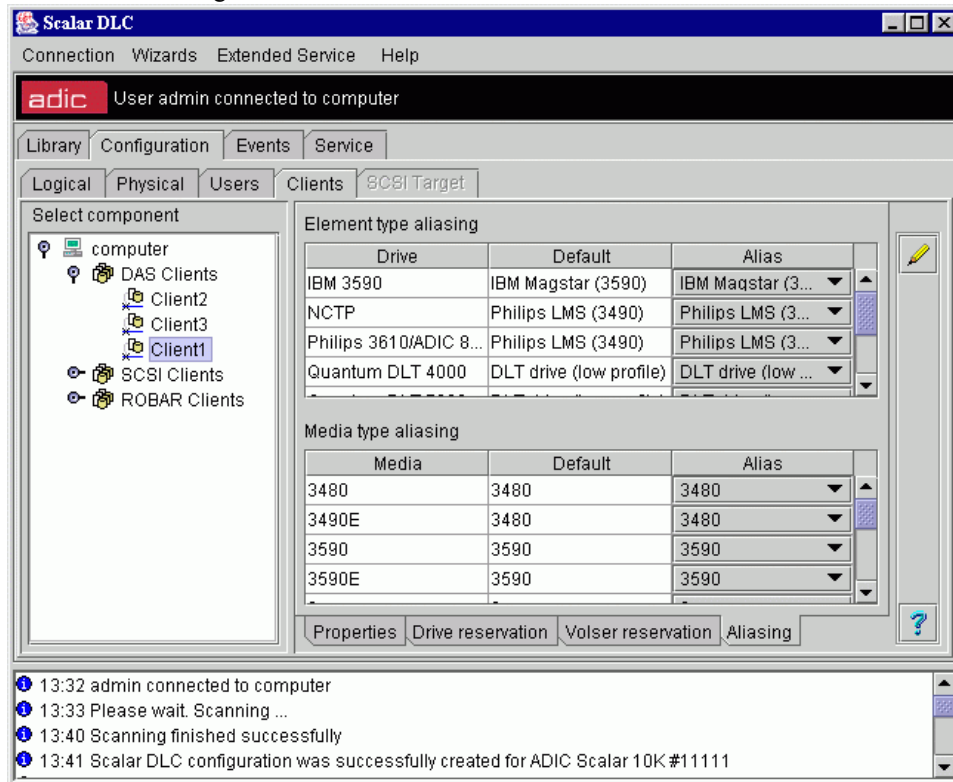 Scalar DLC
Connection Wizards Extended Service Help
adic User admin connected to computer
Library Configuration Events Service
Logical Physical Users Clients SCSI Target
Select component
computer
DAS Clients
Client2
Client3
Client1
SCSI Clients
ROBAR Clients
Element type aliasing
Drive Default Alias
IBM 3590 IBM Magstar (3590) IBM Magstar (3...
NCTP Philips LMS (3490) Philips LMS (3...
Philips 3610/ADIC 8... Philips LMS (3490) Philips LMS (3...
Quantum DLT 4000 DLT drive (low profile) DLT drive (low ...
Media type aliasing
Media Default Alias
3480 3480 3480
3490E 3480 3480
3590 3590 3590
3590E 3590 3590
Properties Drive reservation Volser reservation Aliasing
13:32 admin connected to computer
13:33 Please wait. Scanning ...
13:40 Scanning finished successfully
13:41 Scalar DLC configuration was successfully created for ADIC Scalar 10K #11111